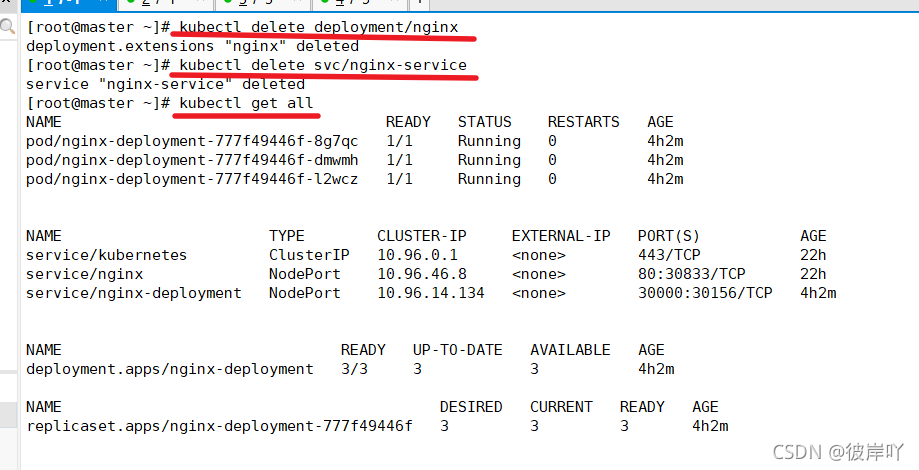 [root@master ~]# kubectl delete deployment/nginx
deployment.extensions "nginx" deleted
[root@master ~]# kubectl delete svc/nginx-service
service "nginx-service" deleted
[root@master ~]# kubectl get all
NAME READY STATUS RESTARTS AGE
pod/nginx-deployment-777f49446f-8g7qc 1/1 Running 0 4h2m
pod/nginx-deployment-777f49446f-dmwmh 1/1 Running 0 4h2m
pod/nginx-deployment-777f49446f-l2wcz 1/1 Running 0 4h2m
NAME TYPE CLUSTER-IP EXTERNAL-IP PORT(S) AGE
service/kubernetes ClusterIP 10.96.0.1 <none> 443/TCP 22h
service/nginx NodePort 10.96.46.8 <none> 80:30833/TCP 22h
service/nginx-deployment NodePort 10.96.14.134 <none> 30000:30156/TCP 4h2m
NAME READY UP-TO-DATE AVAILABLE AGE
deployment.apps/nginx-deployment 3/3 3 3 4h2m
NAME DESIRED CURRENT READY AGE
replicaset.apps/nginx-deployment-777f49446f 3 3 3 4h2m
CSDN @彼岸吖